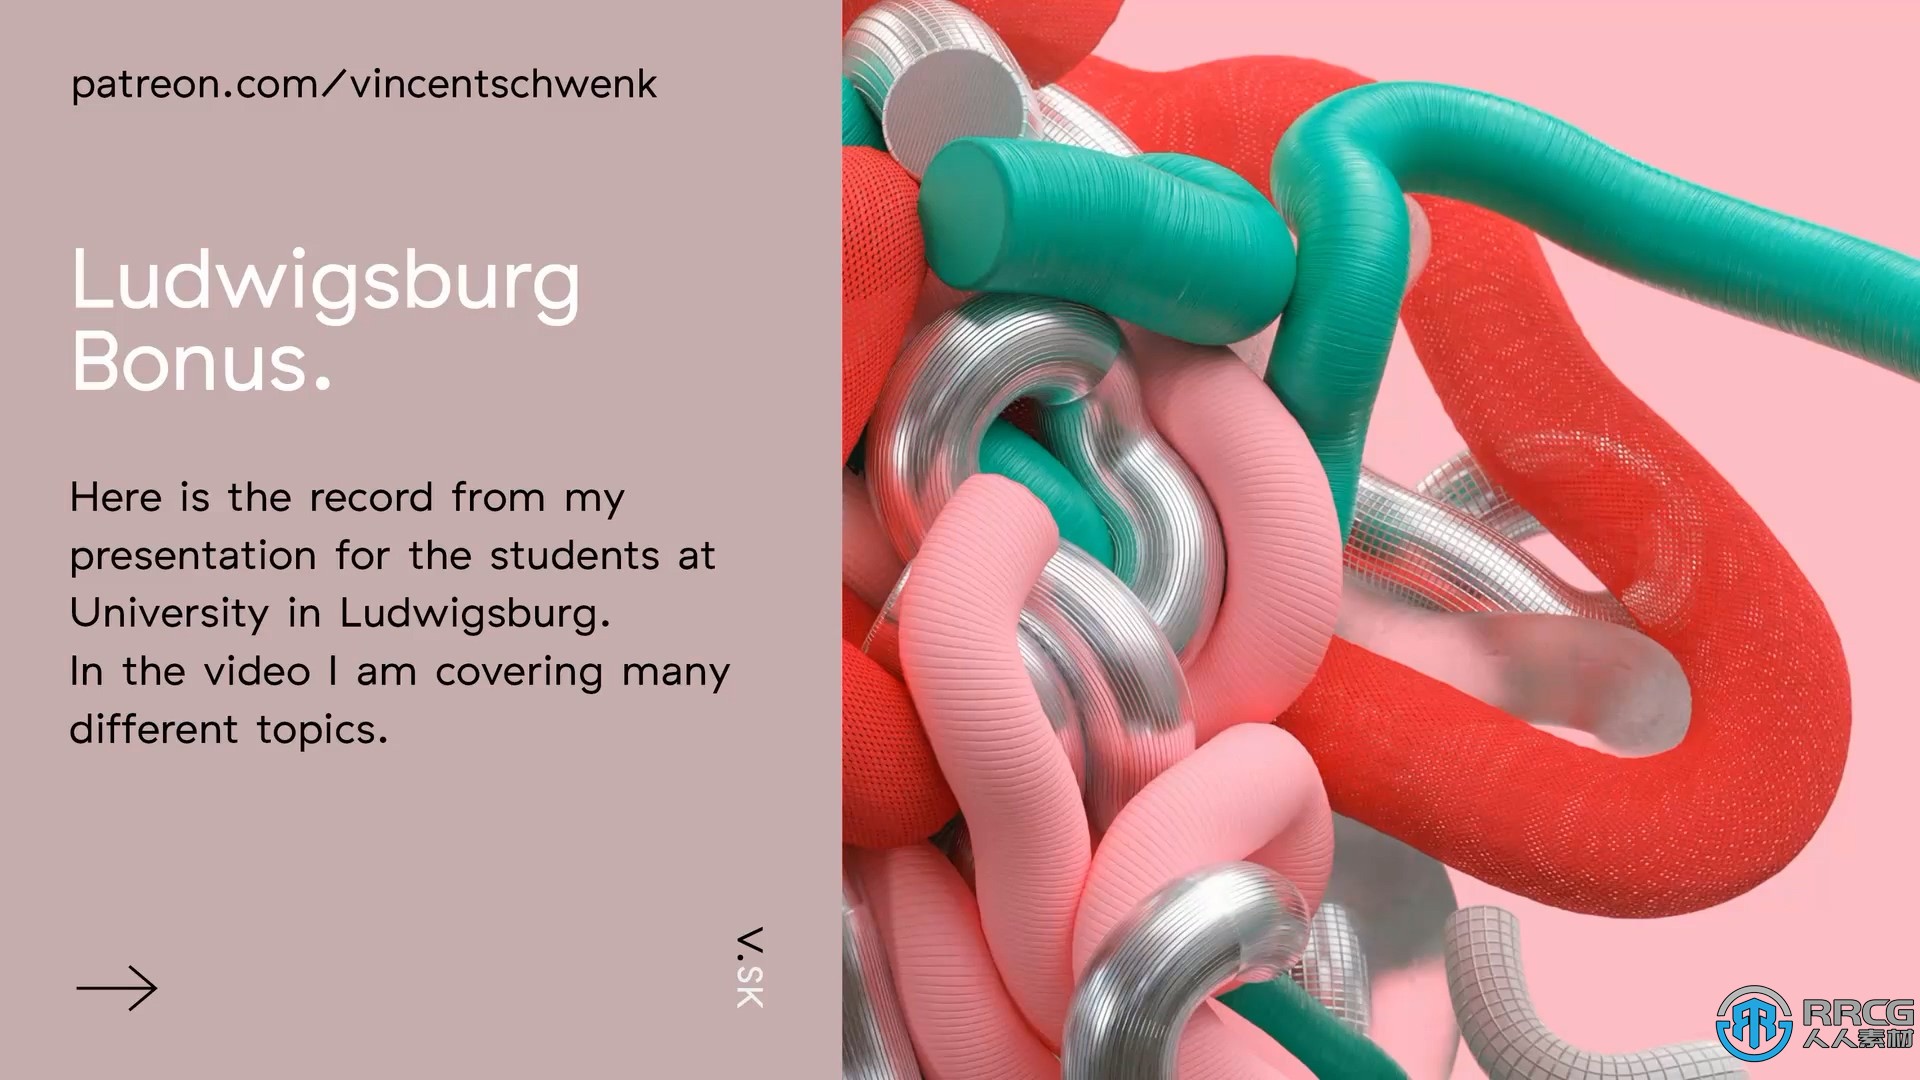 patreon.com/vincentschwenk
Ludwigsburg
Bonus.
Here is the record from my
presentation for the students at
University in Ludwigsburg.
In the video I am covering many
different topics.
V.SK
RRCG
人人素材